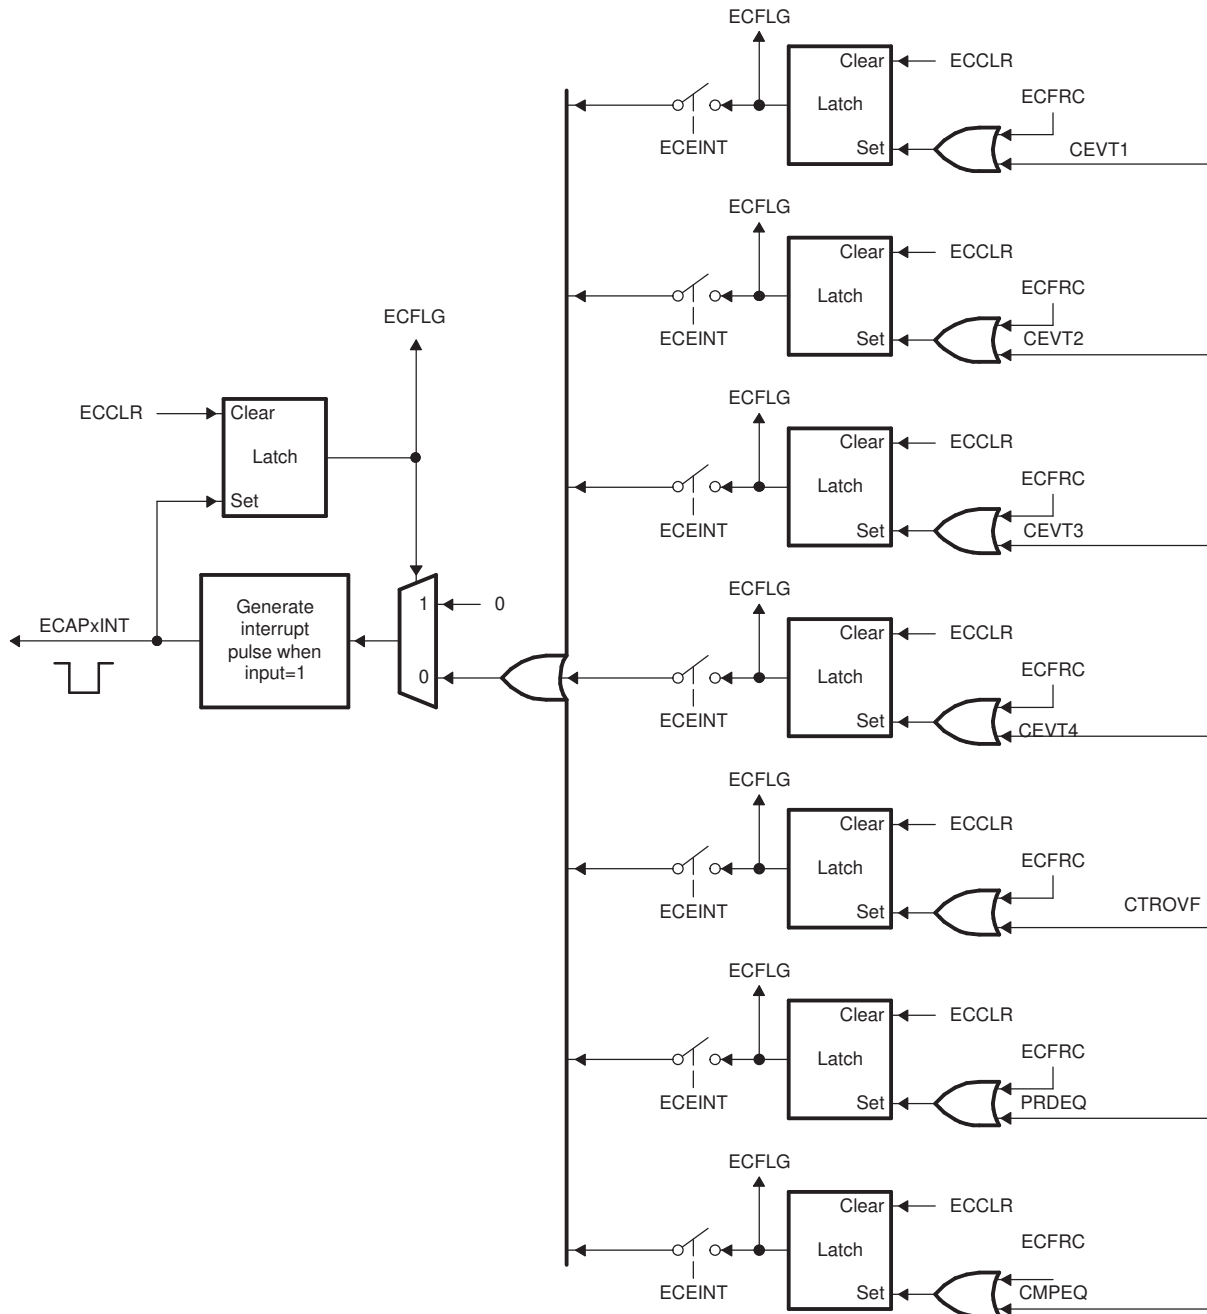 ECFLG
Clear
ECCLR
ECFRC
Latch
ECEINT
Set
CEVT1
ECFLG
Clear
ECCLR
ECFRC
Latch
ECEINT
Set
CEVT2
ECFLG
ECFLG
ECCLR
Clear
Latch
Set
Clear
ECCLR
ECFRC
Latch
ECEINT
Set
CEVT3
ECAPxINT
Generate
interrupt
pulse when
input=1
1
0
0
ECFLG
Clear
ECCLR
ECFRC
Latch
ECEINT
Set
CEVT4
ECFLG
Clear
ECCLR
ECFRC
Latch
ECEINT
Set
CTROVF
ECFLG
Clear
ECCLR
ECFRC
Latch
ECEINT
Set
PRDEQ
ECFLG
Clear
ECCLR
ECFRC
Latch
ECEINT
Set
CMPEQ